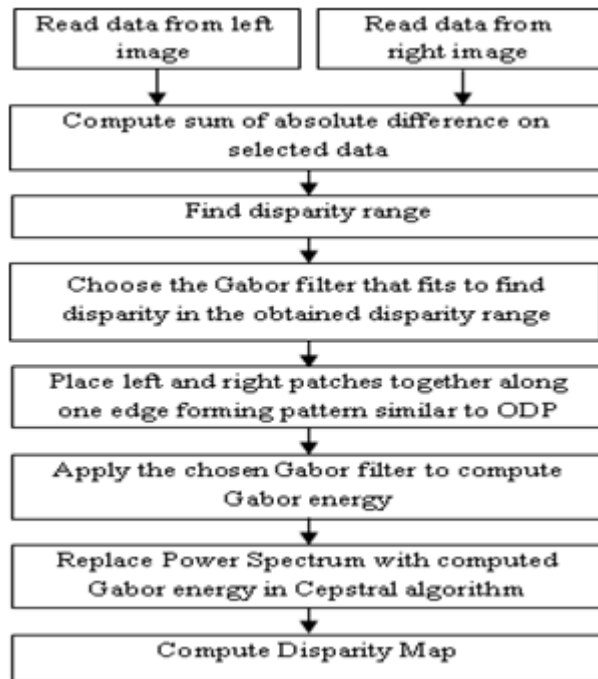 Read data from left
image
Read data from
right image
Compute sum of absolute difference on
selected data
Find disparity range
Choose the Gabor filter that fits to find
disparity in the obtained disparity range
Place left and right patches together along
one edge forming pattern similar to ODP
Apply the chosen Gabor filter to compute
Gabor energy
Replace Power Spectrum with computed
Gabor energy in Cepstral algorithm
Compute Disparity Map